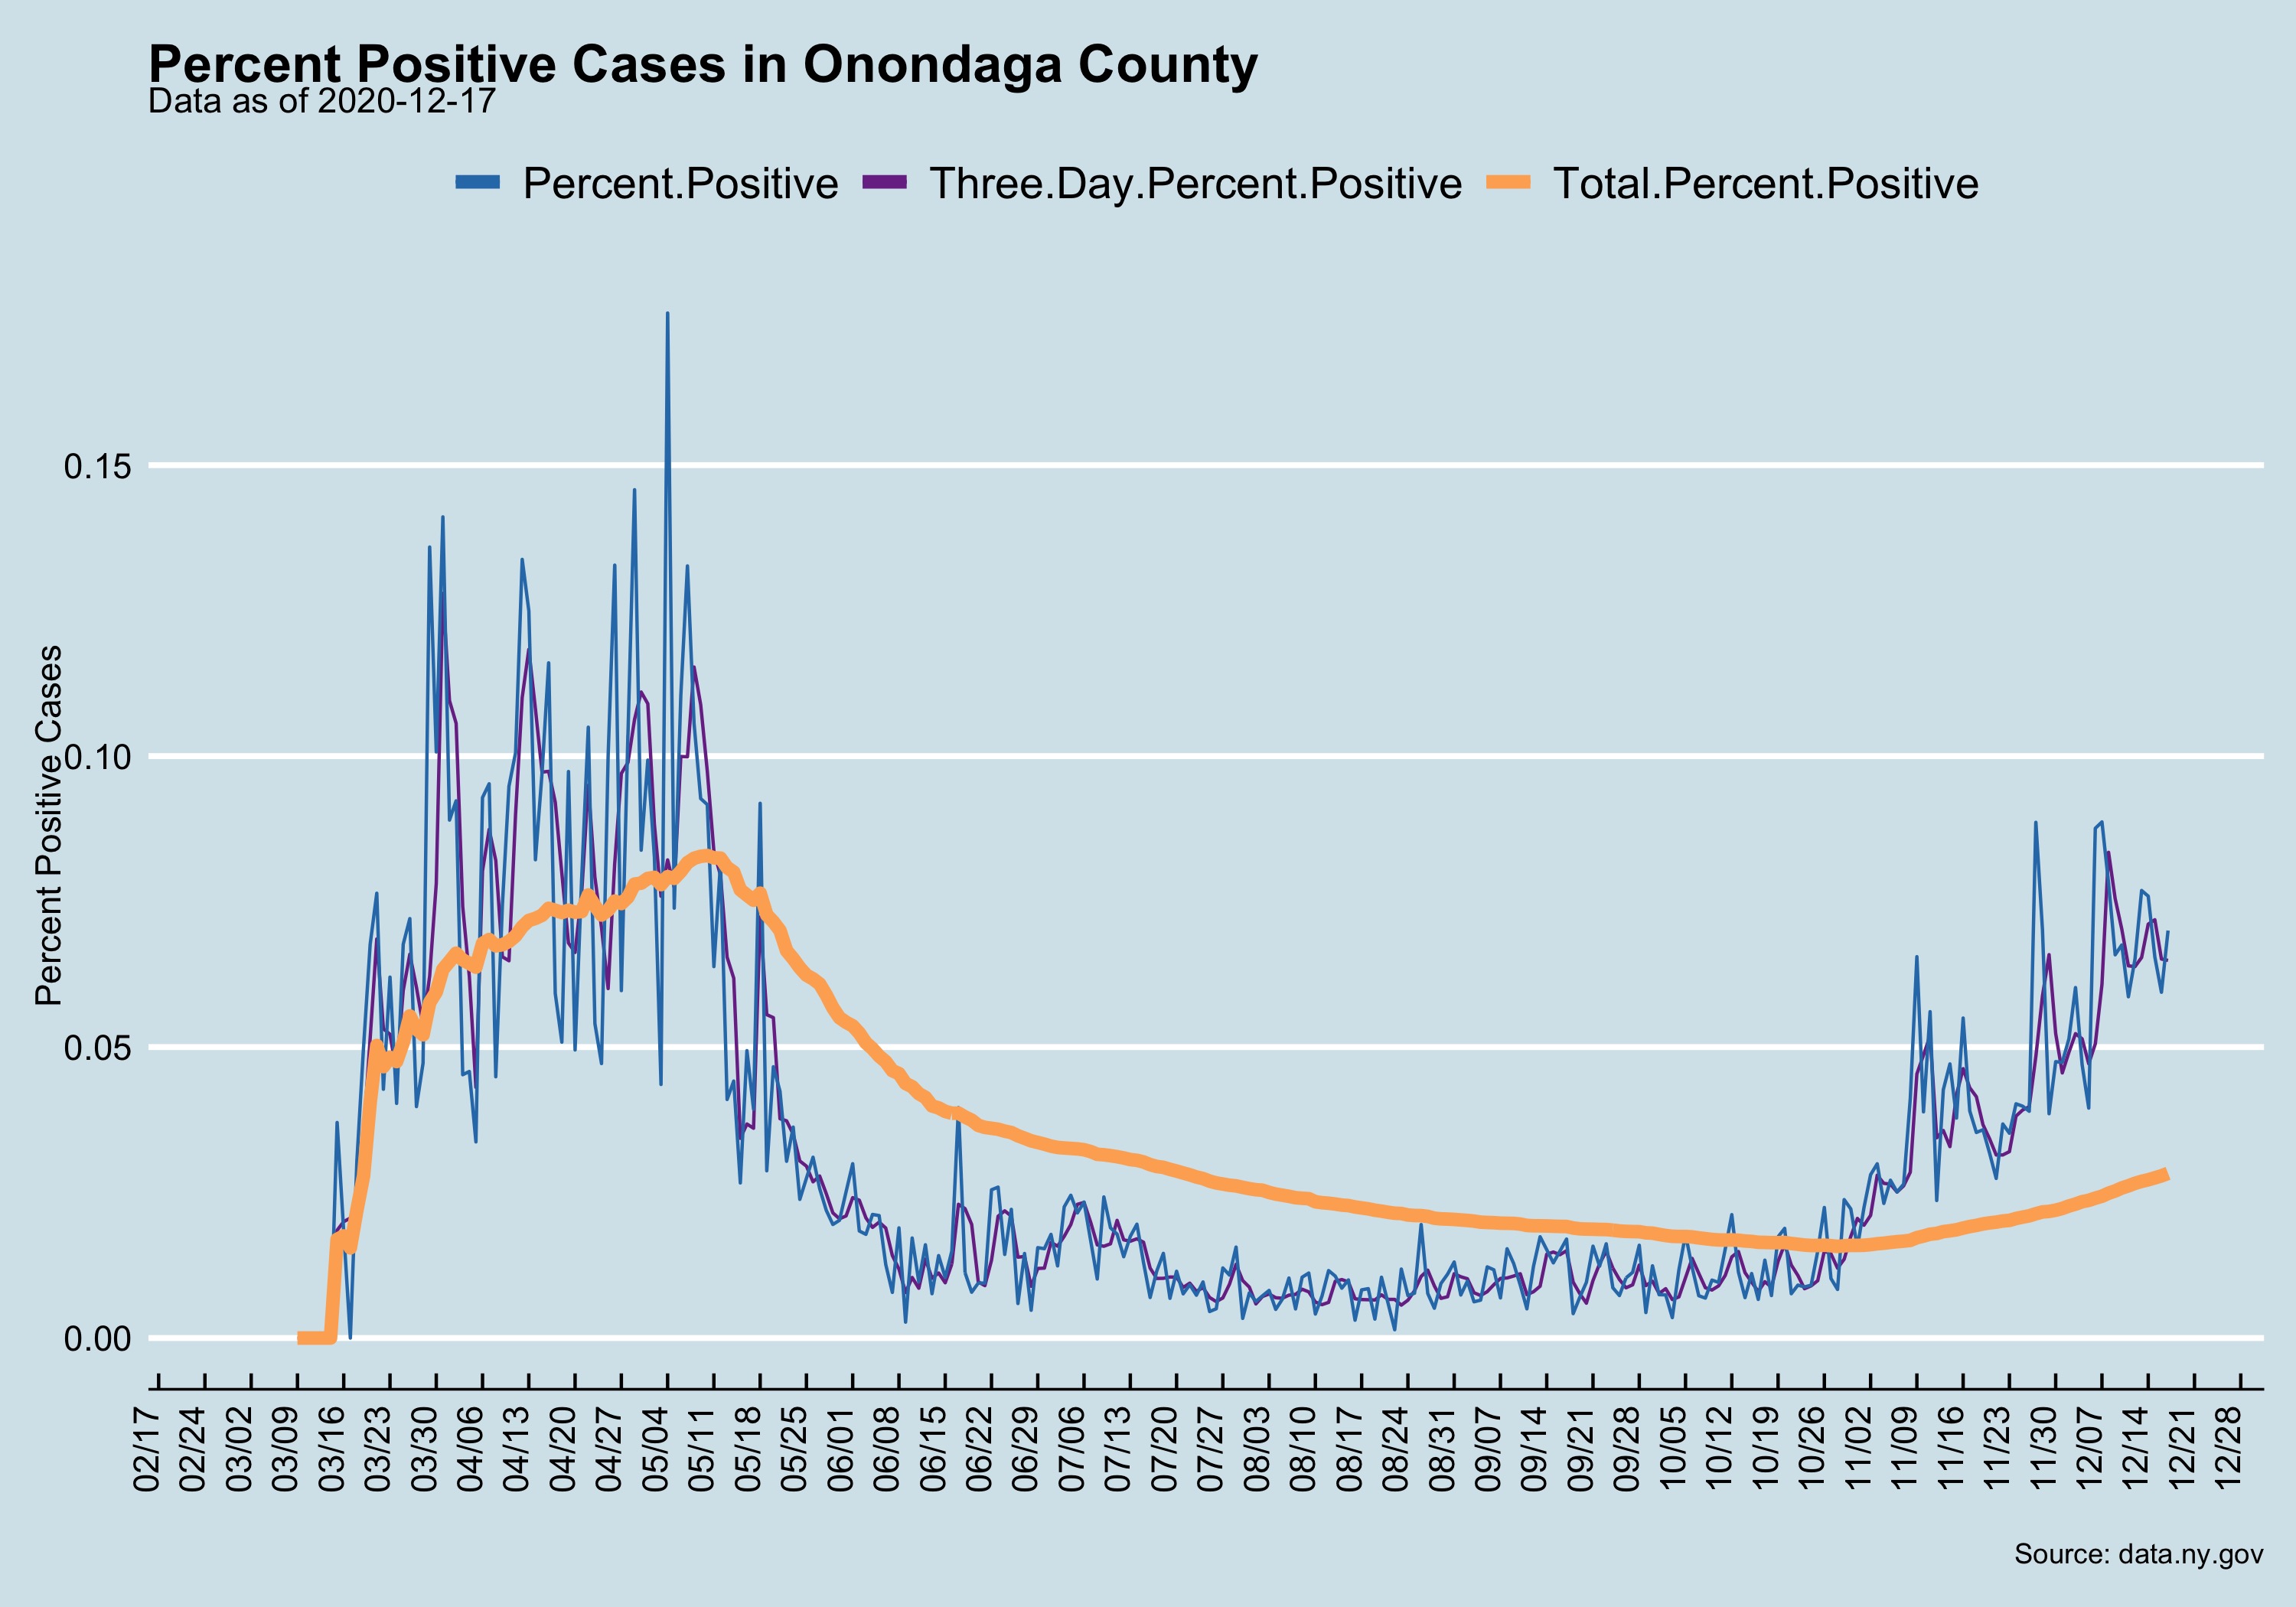 Percent Positive Cases in Onondaga County
Data as of 2020-12-17
Percent.Positive Three.Day.Percent.Positive Total.Percent.Positive
Percent Positive Cases
0.15
0.10
0.05
0.00
02/17 02/24 03/02 03/09 03/16 03/23 03/30 04/06 04/13 04/20 04/27 05/04 05/11 05/18 05/25 06/01 06/08 06/15 06/22 06/29 07/06 07/13 07/20 07/27 08/03 08/10 08/17 08/24 08/31 09/07 09/14 09/21 09/28 10/05 10/12 10/19 10/26 11/02 11/09 11/16 11/23 11/30 12/07 12/14 12/21 12/28
Source: data.ny.gov